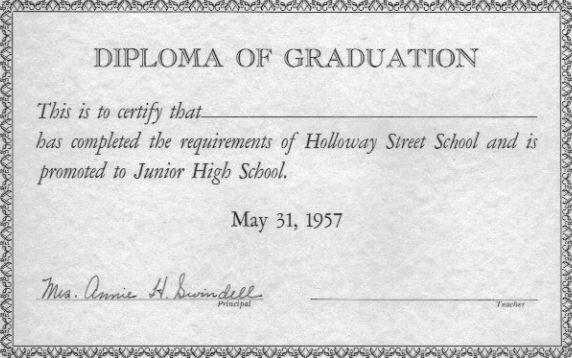 DIPLOMA OF GRADUATION
This is to certify that
has completed the requirements of Holloway Street School and is
promoted to Junior High School.
May 31, 1957
Mrs. Annie H. Swindell
Principal
Teacher